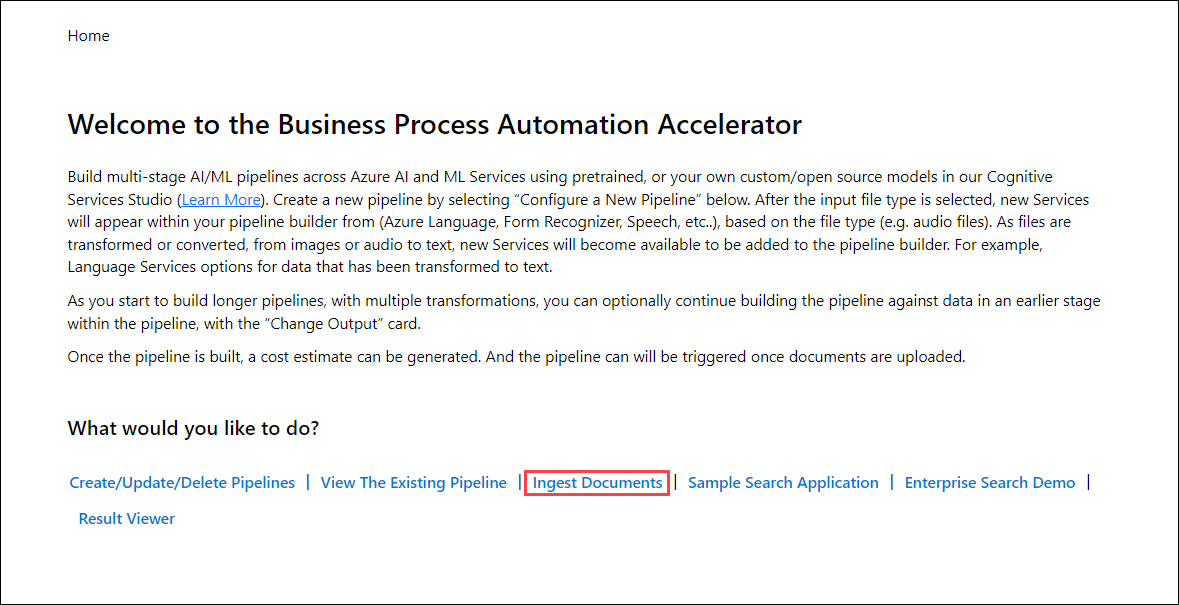 Home
Welcome to the Business Process Automation Accelerator
Build multi-stage AI/ML pipelines across Azure AI and ML Services using pretrained, or your own custom/open source models in our Cognitive
Services Studio (Learn More). Create a new pipeline by selecting “Configure a New Pipeline” below. After the input file type is selected, new Services
will appear within your pipeline builder from (Azure Language, Form Recognizer, Speech, etc..), based on the file type (e.g. audio files). As files are
transformed or converted, from images or audio to text, new Services will become available to be added to the pipeline builder. For example,
Language Services options for data that has been transformed to text.
As you start to build longer pipelines, with multiple transformations, you can optionally continue building the pipeline against data in an earlier stage
within the pipeline, with the “Change Output” card.
Once the pipeline is built, a cost estimate can be generated. And the pipeline can will be triggered once documents are uploaded.
What would you like to do?
Create/Update/Delete Pipelines | View The Existing Pipeline | Ingest Documents | Sample Search Application | Enterprise Search Demo |
Result Viewer